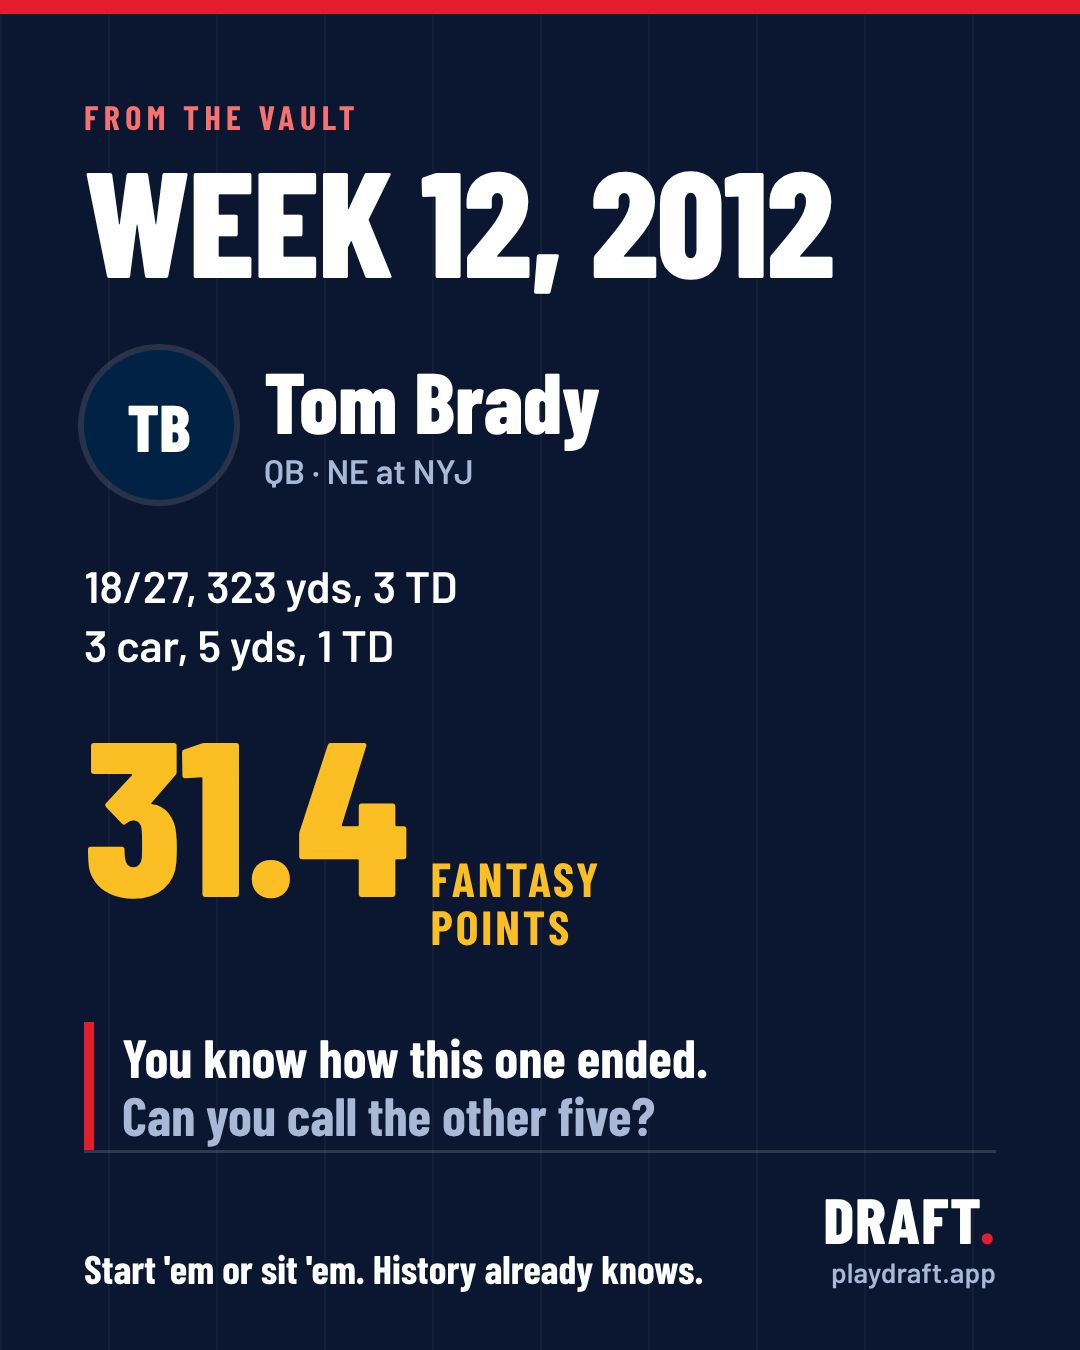 FROM THE VAULT
WEEK 12, 2012
TB
Tom Brady
QB · NE at NYJ
18/27, 323 yds, 3 TD
3 car, 5 yds, 1 TD
31.4
FANTASY
POINTS
You know how this one ended.
Can you call the other five?
Start 'em or sit 'em. History already knows.
DRAFT.
playdraft.app